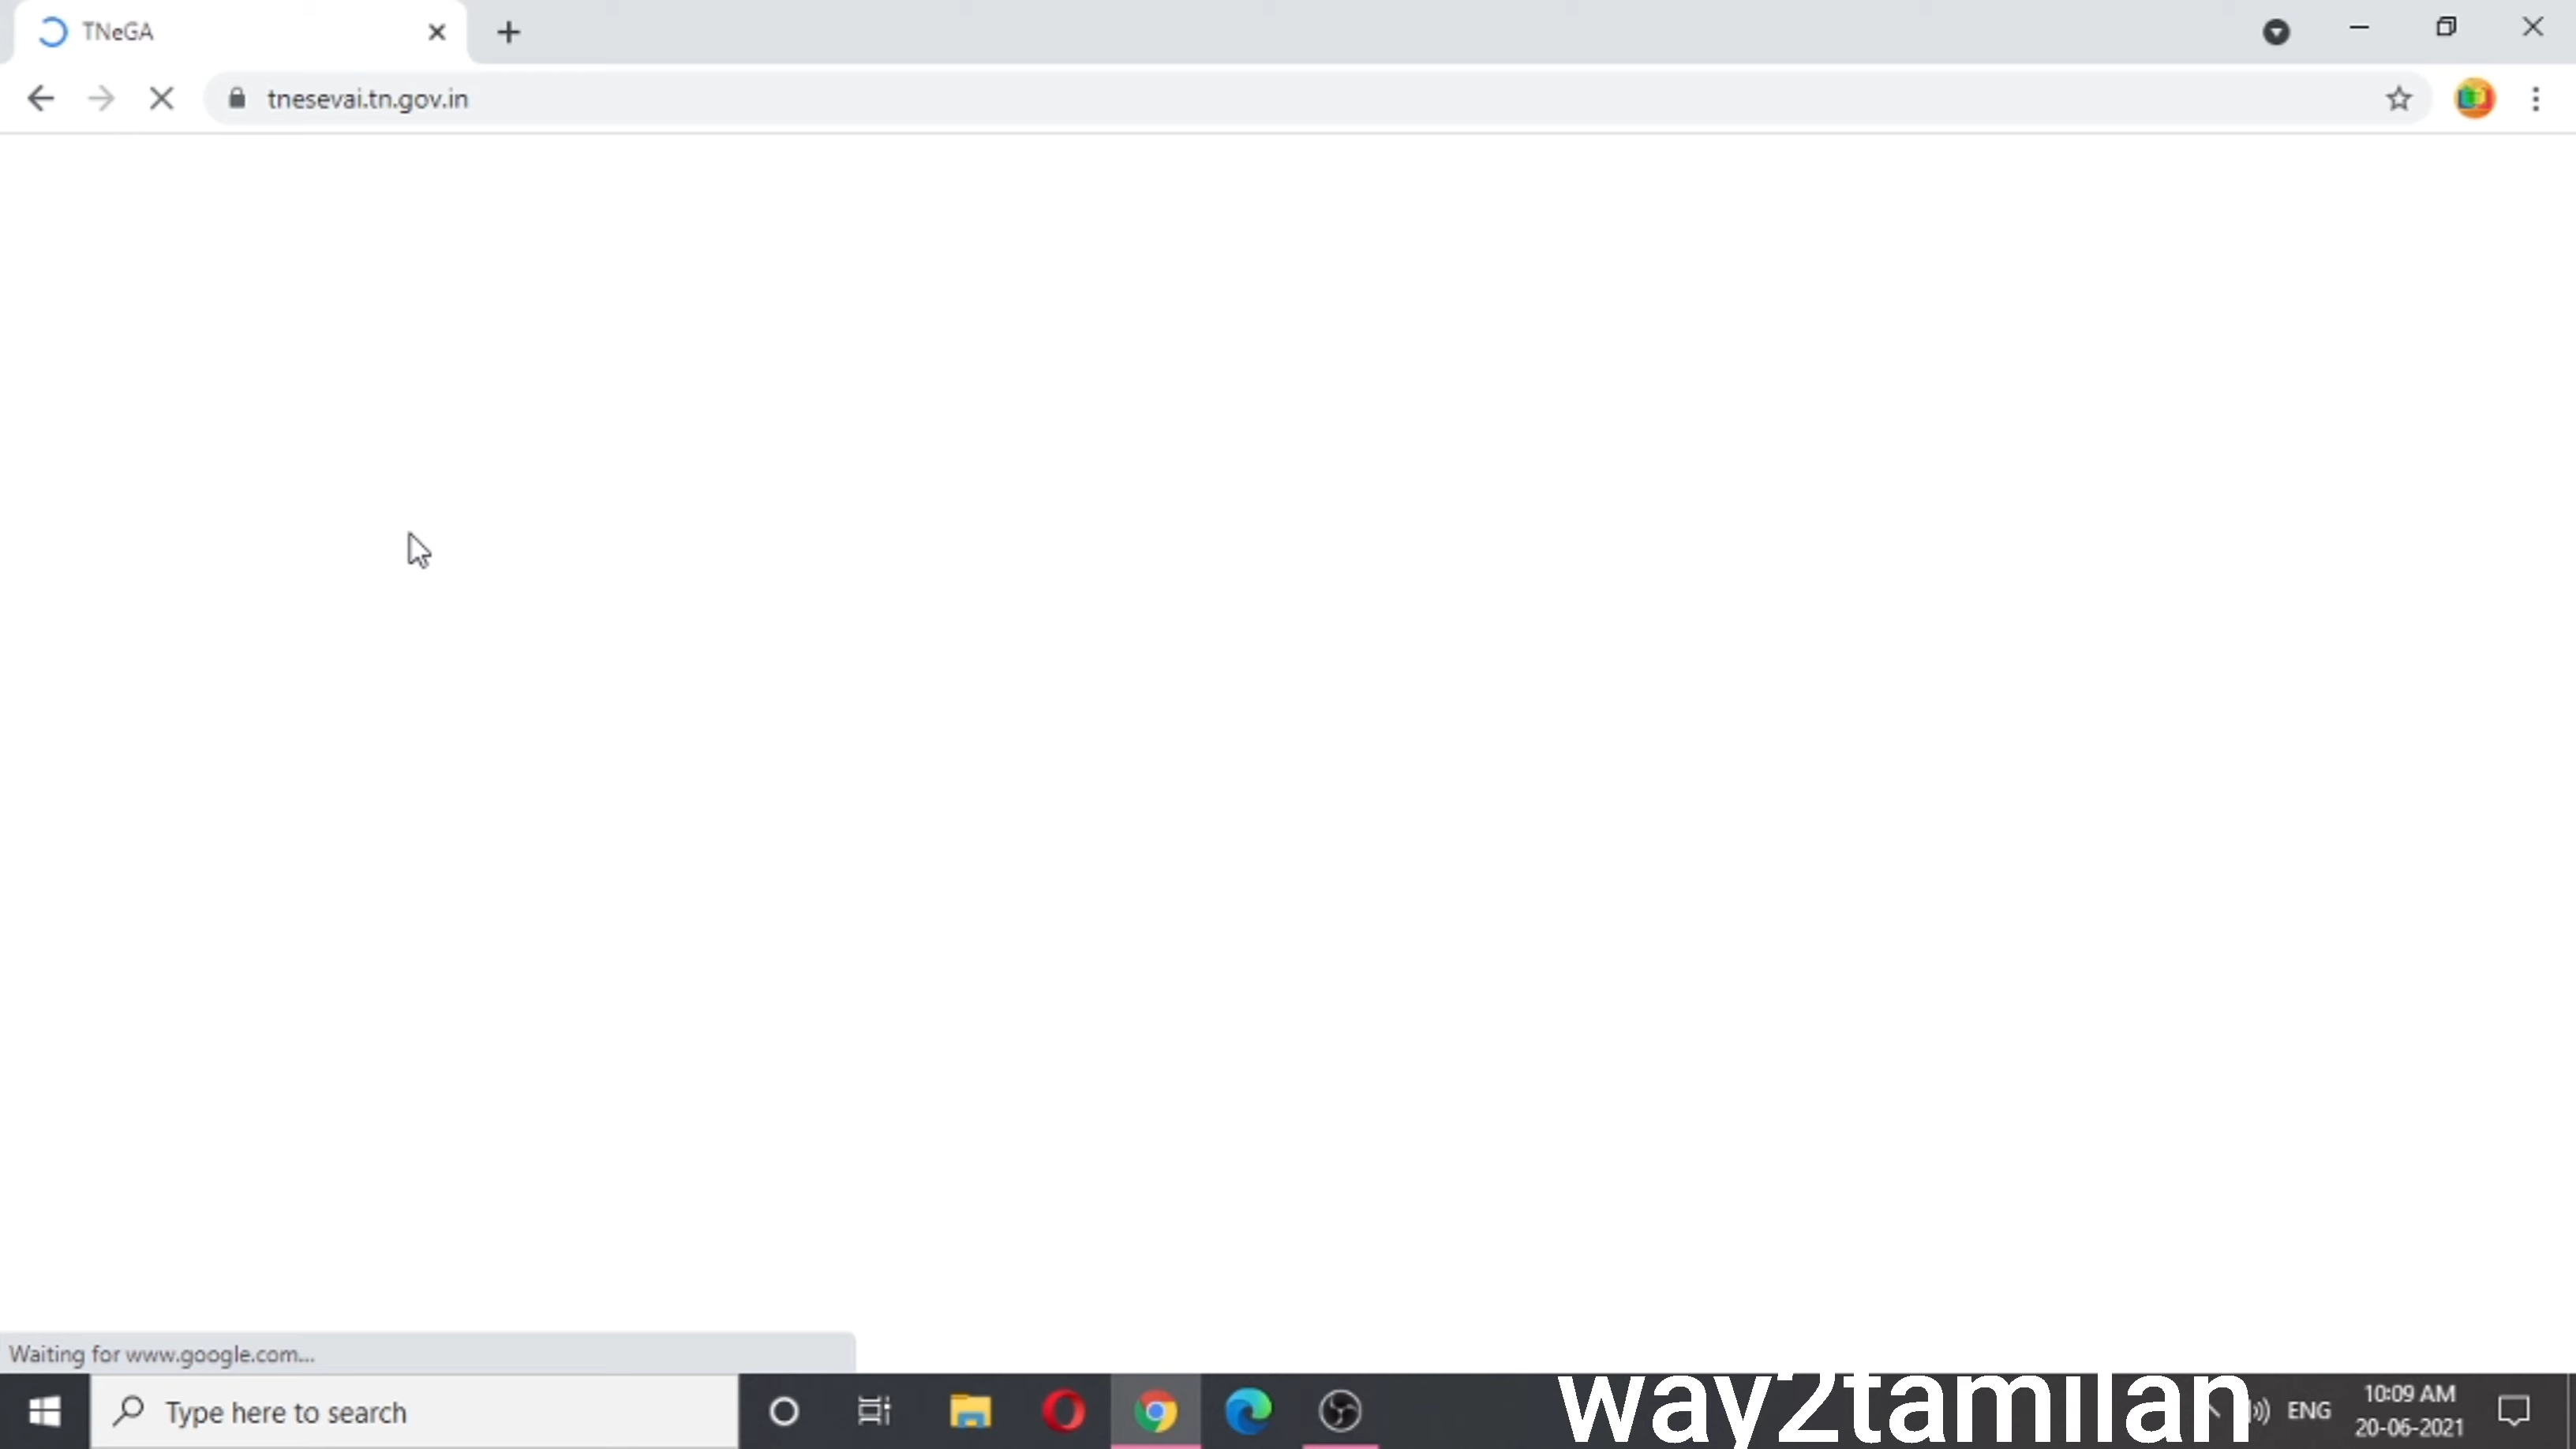 TNeGA
tnesevai.tn.gov.in
Waiting for www.google.com...
Type here to search
way2tamilan
ENG
10:09 AM
20-06-2021